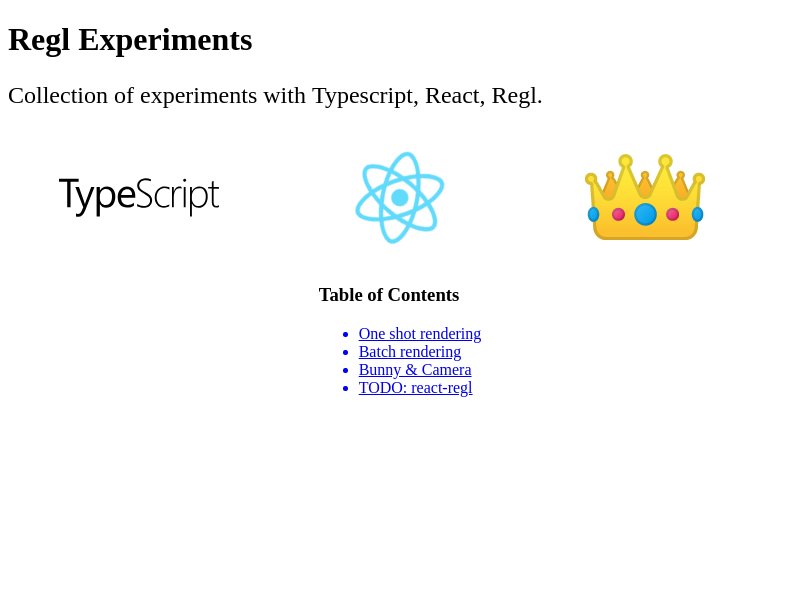 Regl Experiments
Collection of experiments with Typescript, React, Regl.
TypeScript
Table of Contents
One shot rendering
Batch rendering
Bunny & Camera
TODO: react-regl